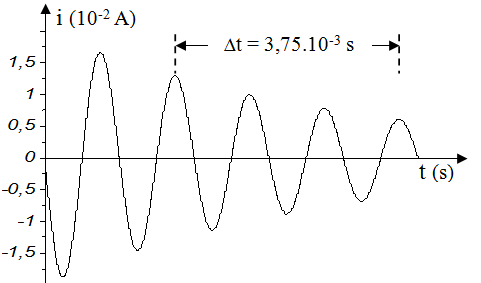 i (10⁻² A)
Δt = 3,75.10⁻³ s
1,5
1
0,5
0
-0,5
-1
-1,5
t (s)